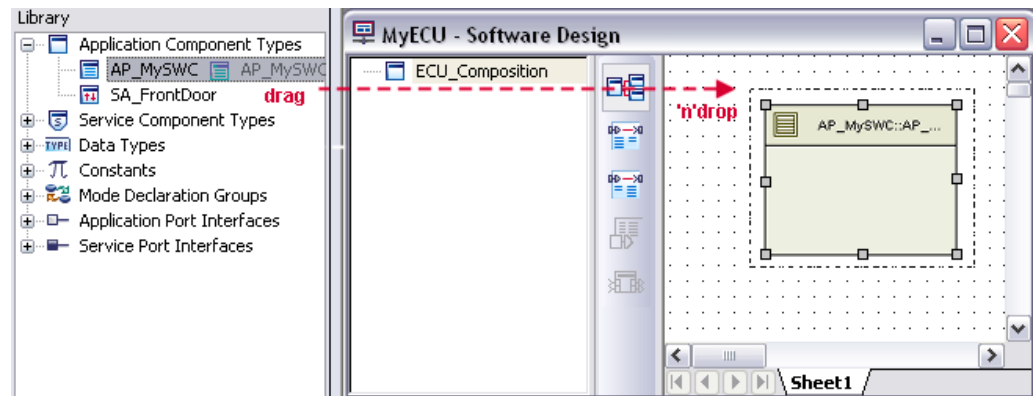 Library
Application Component Types
AP_MySWC AP_MySWC
SA_FrontDoor
drag
Service Component Types
TYPE Data Types
π Constants
Mode Declaration Groups
Application Port Interfaces
Service Port Interfaces
MyECU - Software Design
ECU_Composition
'n'drop
AP_MySWC::AP_...
Sheet1